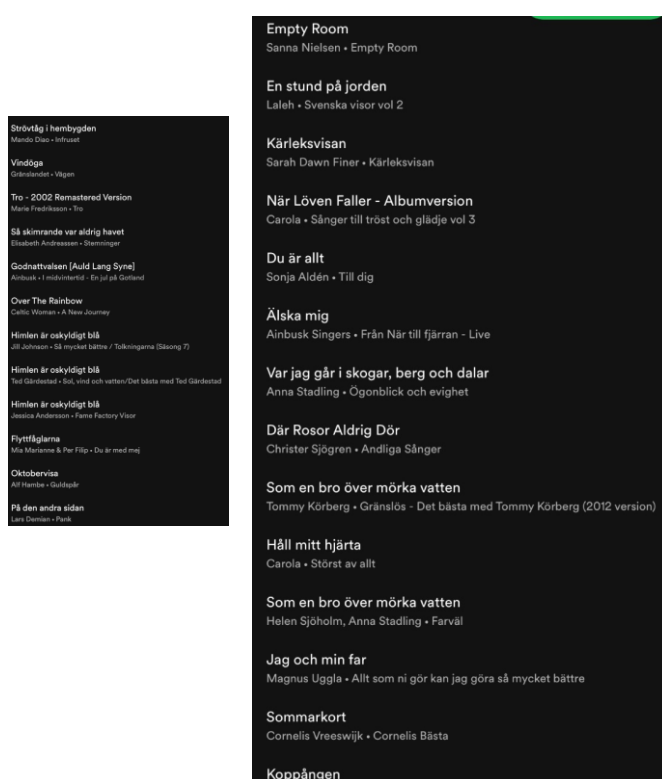 Strövtåg i hembygden
Mando Diao • Infruset
Vindöga
Gränslandet • Vägen
Tro - 2002 Remastered Version
Marie Fredriksson • Tro
Så skimrande var aldrig havet
Elisabeth Andreasssen • Stemninger
Godnattvalsen [Auld Lang Syne]
Ainbusk • I midvintertid - En jul på Gotland
Over The Rainbow
Celtic Woman • A New Journey
Himlen är oskyldigt blå
Jill Johnson • Så mycket bättre / Tolkningarna (Säsong 7)
Himlen är oskyldigt blå
Ted Gärdestad • Sol, vind och vatten/Det bästa med Ted Gärdestad
Himlen är oskyldigt blå
Jessica Andersson • Fame Factory Visor
Flyttfåglarna
Mia Marianne & Per Filip • Du är med mej
Oktobervisa
Alf Hambe • Guldspår
På den andra sidan
Lars Demian • Pank
Empty Room
Sanna Nielsen • Empty Room
En stund på jorden
Laleh • Svenska visor vol 2
Kärleksvisan
Sarah Dawn Finer • Kärleksvisan
När Löven Faller - Albumversion
Carola • Sånger till tröst och glädje vol 3
Du är allt
Sonja Aldén • Till dig
Älska mig
Ainbusk Singers • Från När till fjärran - Live
Var jag går i skogar, berg och dalar
Anna Stadling • Ögonblick och evighet
Där Rosor Aldrig Dör
Christer Sjögren • Andliga Sånger
Som en bro över mörka vatten
Tommy Körberg • Gränslös - Det bästa med Tommy Körberg (2012 version)
Håll mitt hjärta
Carola • Störst av allt
Som en bro över mörka vatten
Helen Sjöholm, Anna Stadling • Farväl
Jag och min far
Magnus Uggla • Allt som ni gör kan jag göra så mycket bättre
Sommarkort
Cornelis Vreeswijk • Cornelis Bästa
Koppången